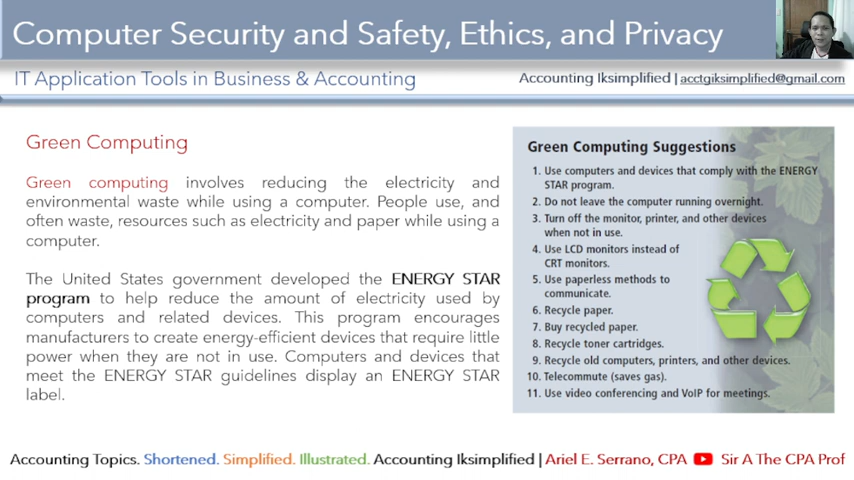 Computer Security and Safety, Ethics, and Privacy
IT Application Tools in Business & Accounting
Accounting Iksimplified | acctgiksimplified@gmail.com
Green Computing
Green computing involves reducing the electricity and
environmental waste while using a computer. People use, and
often waste, resources such as electricity and paper while using a
computer.
The United States government developed the ENERGY STAR
program to help reduce the amount of electricity used by
computers and related devices. This program encourages
manufacturers to create energy-efficient devices that require little
power when they are not in use. Computers and devices that
meet the ENERGY STAR guidelines display an ENERGY STAR
label.
Green Computing Suggestions
1. Use computers and devices that comply with the ENERGY
STAR program.
2. Do not leave the computer running overnight.
3. Turn off the monitor, printer, and other devices
when not in use.
4. Use LCD monitors instead of
CRT monitors.
5. Use paperless methods to
communicate.
6. Recycle paper.
7. Buy recycled paper.
8. Recycle toner cartridges.
9. Recycle old computers, printers, and other devices.
10. Telecommute (saves gas).
11. Use video conferencing and VoIP for meetings.
Accounting Topics. Shortened. Simplified. Illustrated. Accounting Iksimplified | Ariel E. Serrano, CPA Sir A The CPA Prof